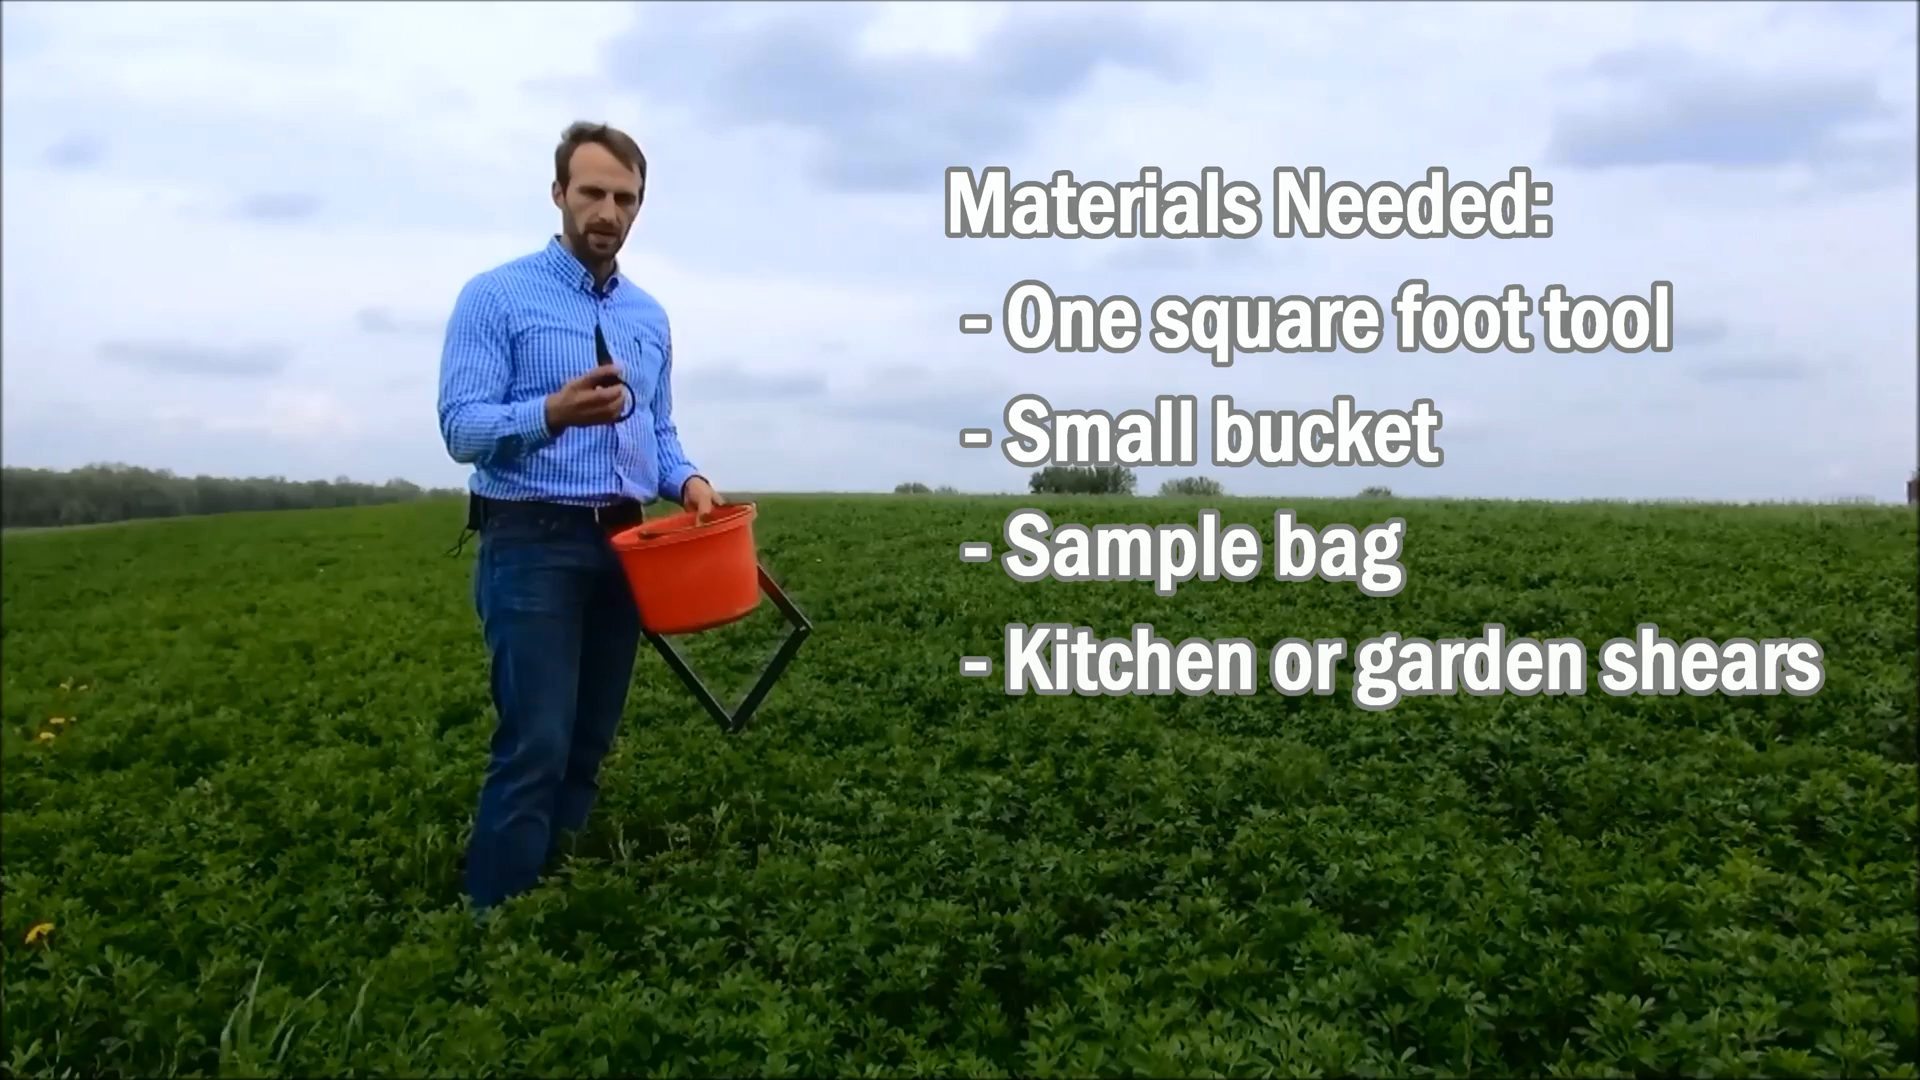 Materials Needed:
- One square foot tool
- Small bucket
- Sample bag
- Kitchen or garden shears